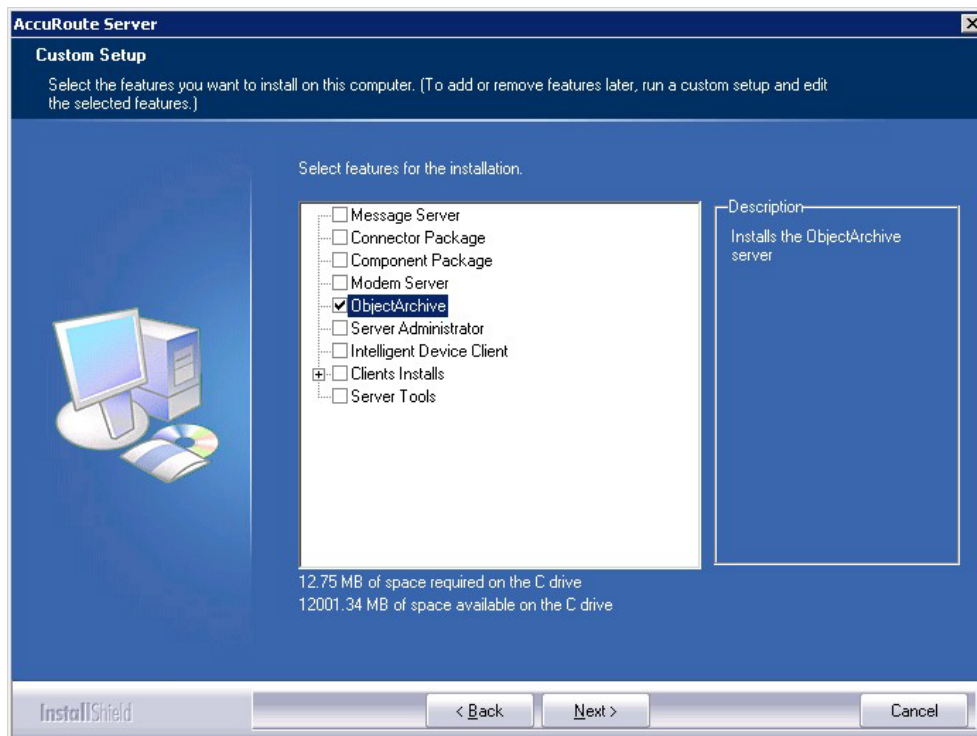 AccuRoute Server
Custom Setup
Select the features you want to install on this computer. (To add or remove features later, run a custom setup and edit
the selected features.)
Select features for the installation.
Message Server
Connector Package
Component Package
Modem Server
ObjectArchive
Server Administrator
Intelligent Device Client
Clients Installs
Server Tools
Description
Installs the ObjectArchive
server
12.75 MB of space required on the C drive
12001.34 MB of space available on the C drive
InstallShield
< Back
Next >
Cancel